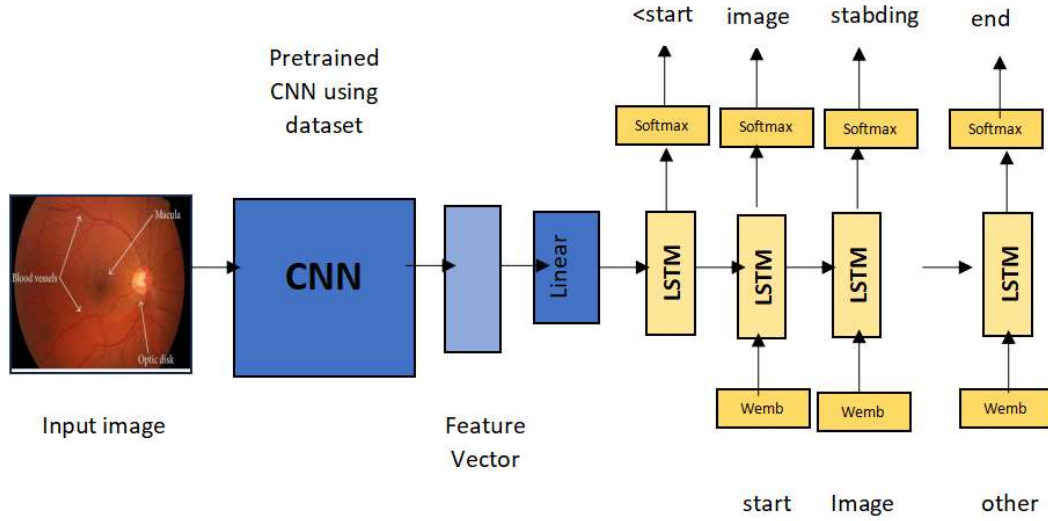 <start image stabding end
Pretrained
CNN using
dataset
Softmax Softmax Softmax Softmax
Macula
Blood vessels
Optic disk
CNN
Linear
LSTM LSTM LSTM LSTM
Wemb Wemb Wemb
Input image
Feature
Vector
start Image other